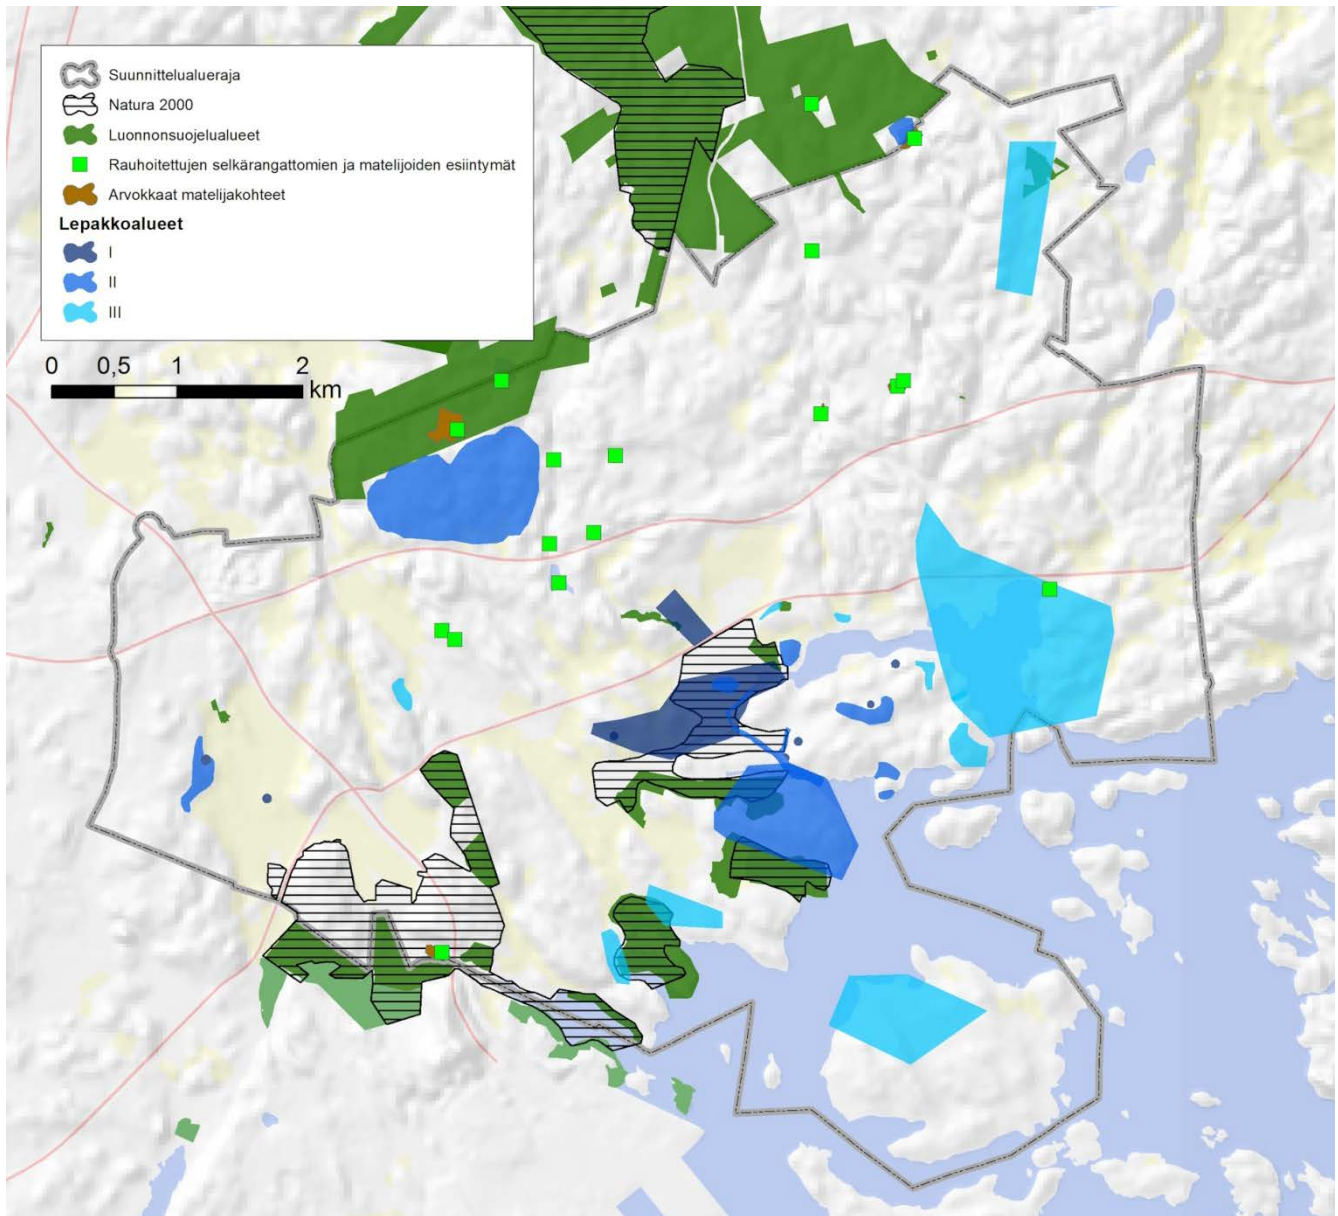 Suunnittelualueraja
Natura 2000
Luonnonsuojelualueet
Rauhoitettujen selkärangattomien ja matelijoiden esiintymät
Arvokkaat matelijakohteet
Lepakkoalueet
I
II
III
0 0,5 1 2
km